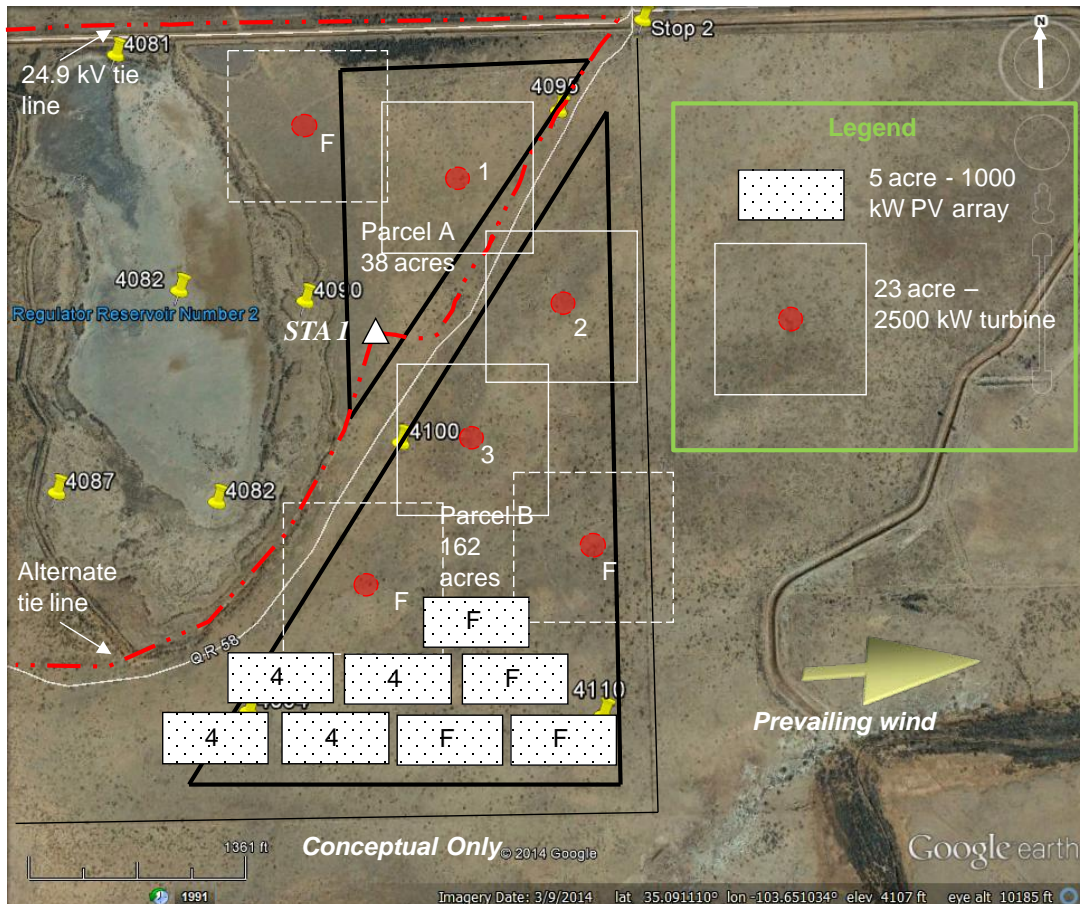 Stop 2
N
4081
24.9 kV tie
line
4095
Legend
F
1
5 acre - 1000
kW PV array
Parcel A
38 acres
4082
4090
Regulator Reservoir Number 2
STA 1
2
23 acre –
2500 kW turbine
4100
3
4087
4082
Parcel B
162
acres
F
Alternate
tie line
F
F
Q R 58
4
4
F
4110
4
4
F
F
Prevailing wind
Conceptual Only
© 2014 Google
Google earth
1361 ft
1991
Imagery Date: 3/9/2014 lat 35.091110° lon -103.651034° elev 4107 ft eye alt 10185 ft